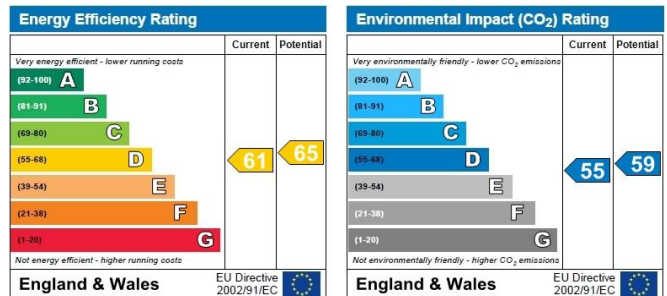 Energy Efficiency Rating
Current Potential
Very energy efficient - lower running costs
(92-100) A
(81-91) B
(69-80) C
(55-68) D
(39-54) E
(21-38) F
(1-20) G
61
65
Not energy efficient - higher running costs
England & Wales
EU Directive
2002/91/EC
Environmental Impact (CO₂) Rating
Current Potential
Very environmentally friendly - lower CO₂ emissions
(92-100) A
(81-91) B
(69-80) C
(55-68) D
(39-54) E
(21-38) F
(1-20) G
55
59
Not environmentally friendly - higher CO₂ emissions
England & Wales
EU Directive
2002/91/EC